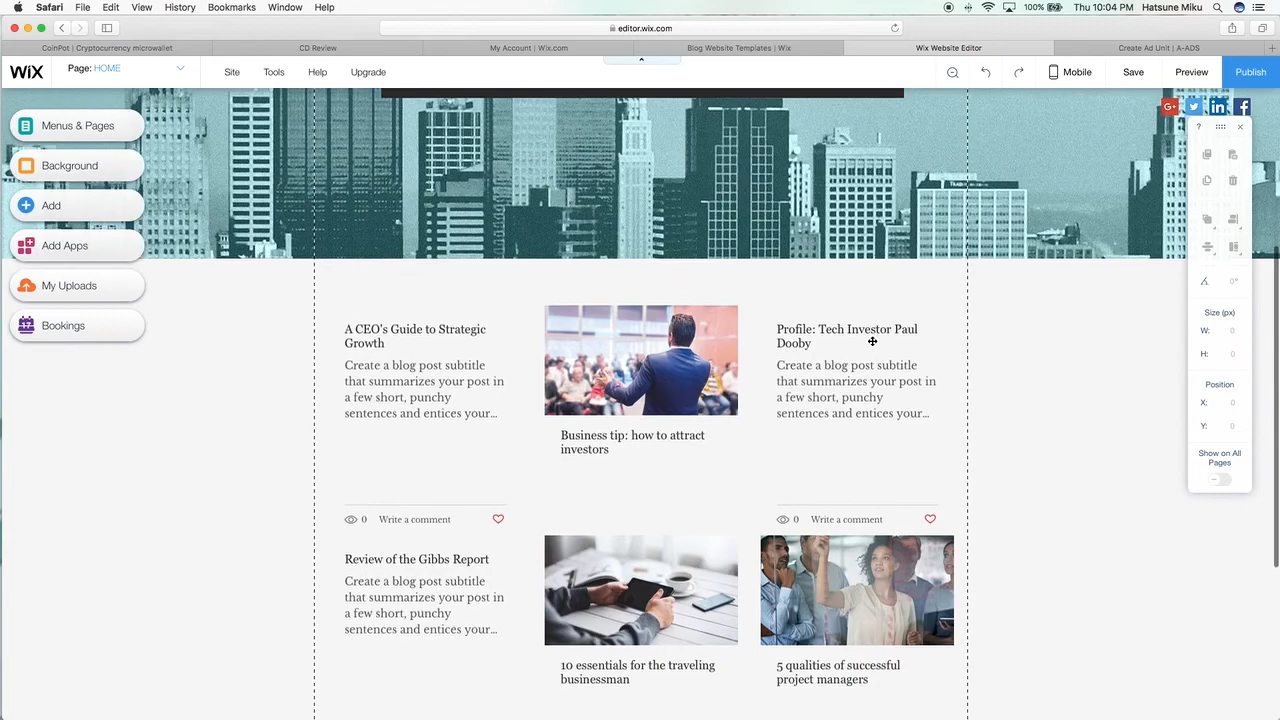 Safari File Edit View History Bookmarks Window Help 100% Thu 10:04 PM Hatsune Miku
editor.wix.com
CoinPot | Cryptocurrency microwallet CD Review My Account | Wix.com Blog Website Templates | Wix Wix Website Editor Create Ad Unit | A-ADS
WiX Page: HOME Site Tools Help Upgrade Mobile Save Preview Publish
Menus & Pages
Background
Add
Add Apps
My Uploads
Bookings
A CEO's Guide to Strategic
Growth
Create a blog post subtitle
that summarizes your post in
a few short, punchy
sentences and entices your...
0 Write a comment
Business tip: how to attract
investors
Profile: Tech Investor Paul
Dooby
Create a blog post subtitle
that summarizes your post in
a few short, punchy
sentences and entices your...
0 Write a comment
Review of the Gibbs Report
Create a blog post subtitle
that summarizes your post in
a few short, punchy
sentences and entices your...
10 essentials for the traveling
businessman
5 qualities of successful
project managers
?
0°
Size (px)
W: 0
H: 0
Position
X: 0
Y: 0
Show on All
Pages